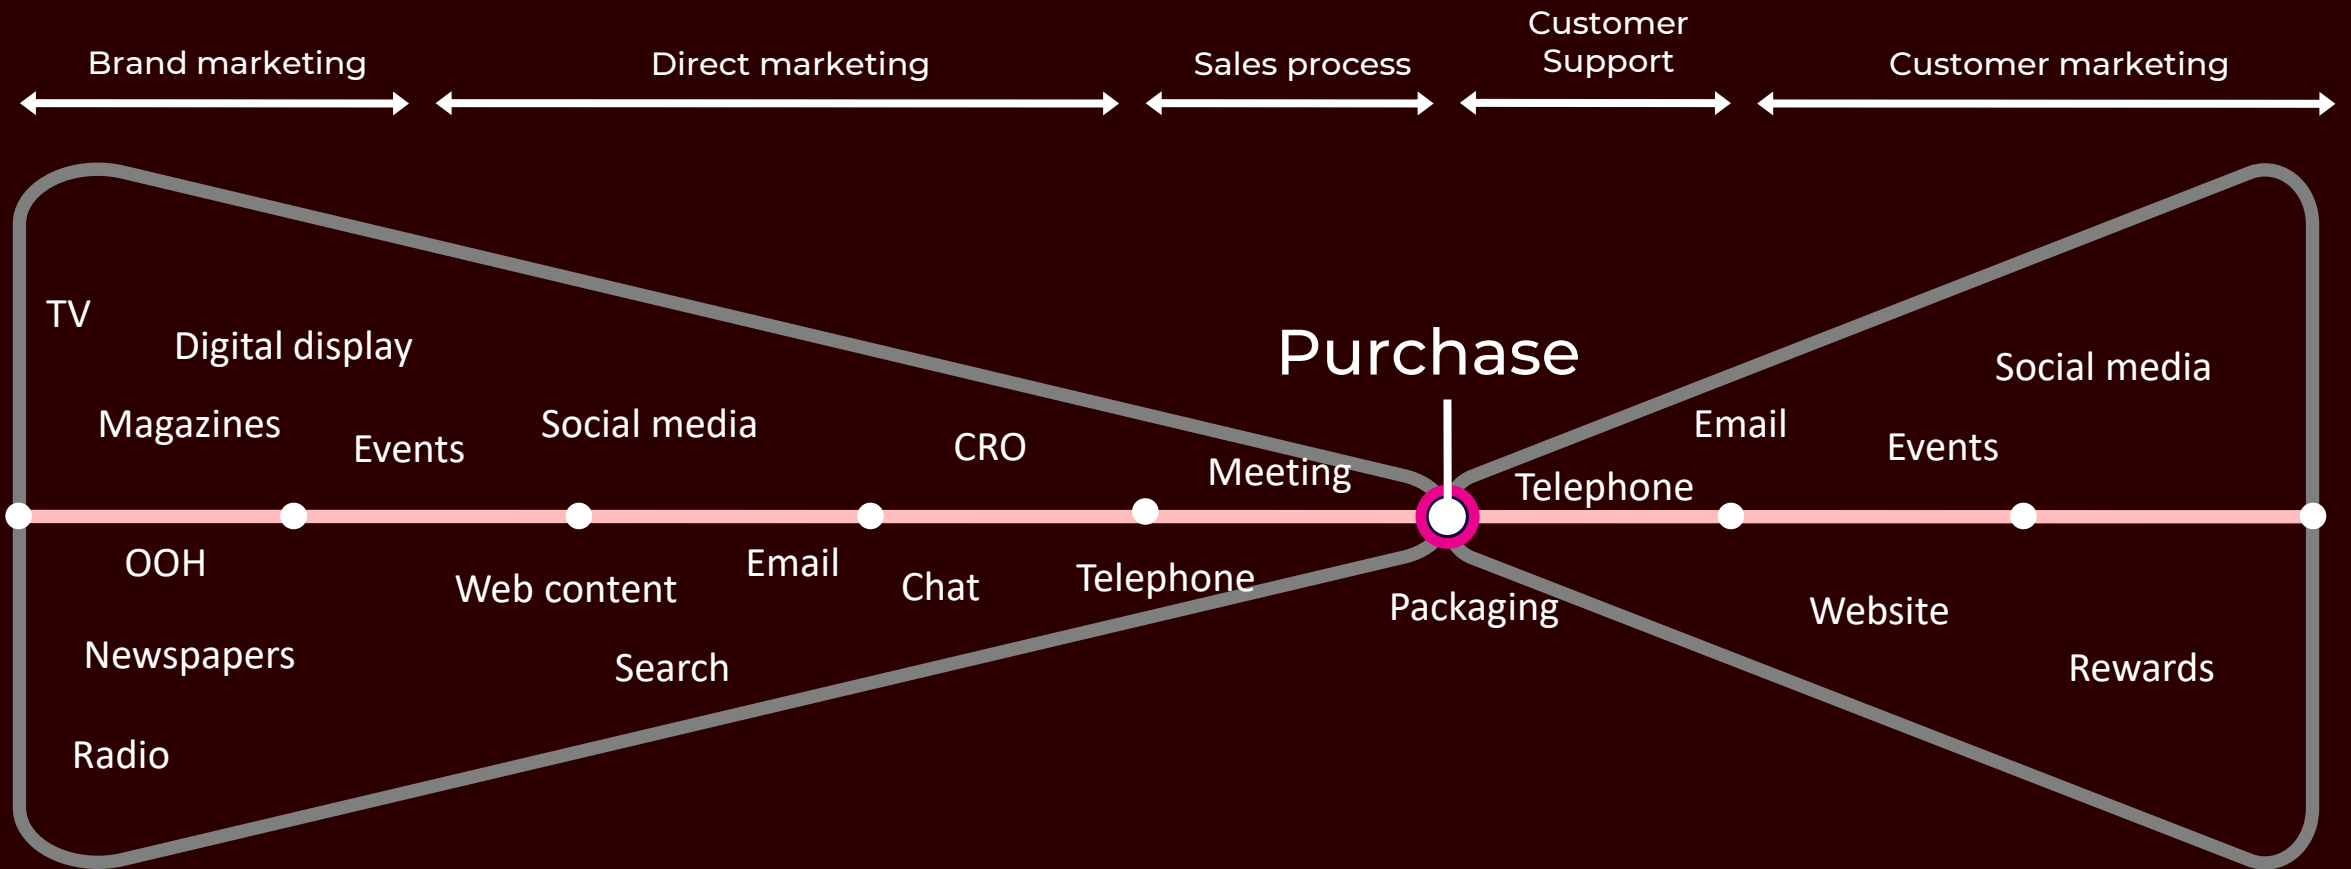 Brand marketing
Direct marketing
Sales process
Customer
Support
Customer marketing
TV
Digital display
Magazines
Events
Social media
CRO
Meeting
Purchase
Telephone
Email
Events
Social media
OOH
Newspapers
Radio
Web content
Search
Email
Chat
Telephone
Packaging
Website
Rewards